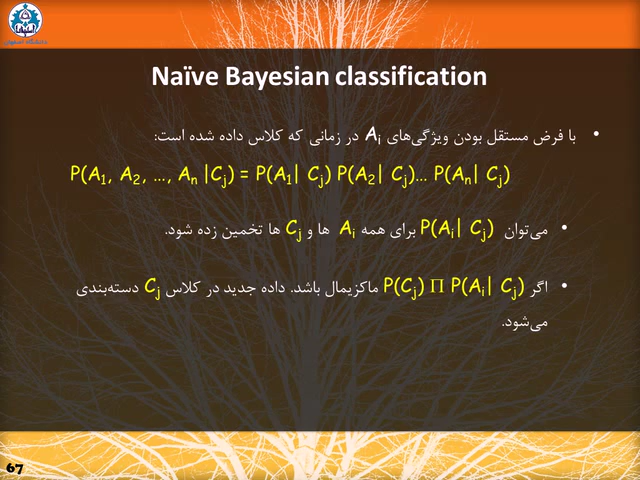 دانشگاه اصفهان
Naïve Bayesian classification
• با فرض مستقل بودن ویژگی‌های Ai در زمانی که کلاس داده شده است:
P(A1, A2, …, An |Cj) = P(A1| Cj) P(A2| Cj)… P(An| Cj)
• می‌توان P(Ai| Cj) برای همه Ai ها و Cj ها تخمین زده شود.
• اگر P(Cj) Π P(Ai| Cj) ماکزیمال باشد. داده جدید در کلاس Cj دسته‌بندی
می‌شود.
67